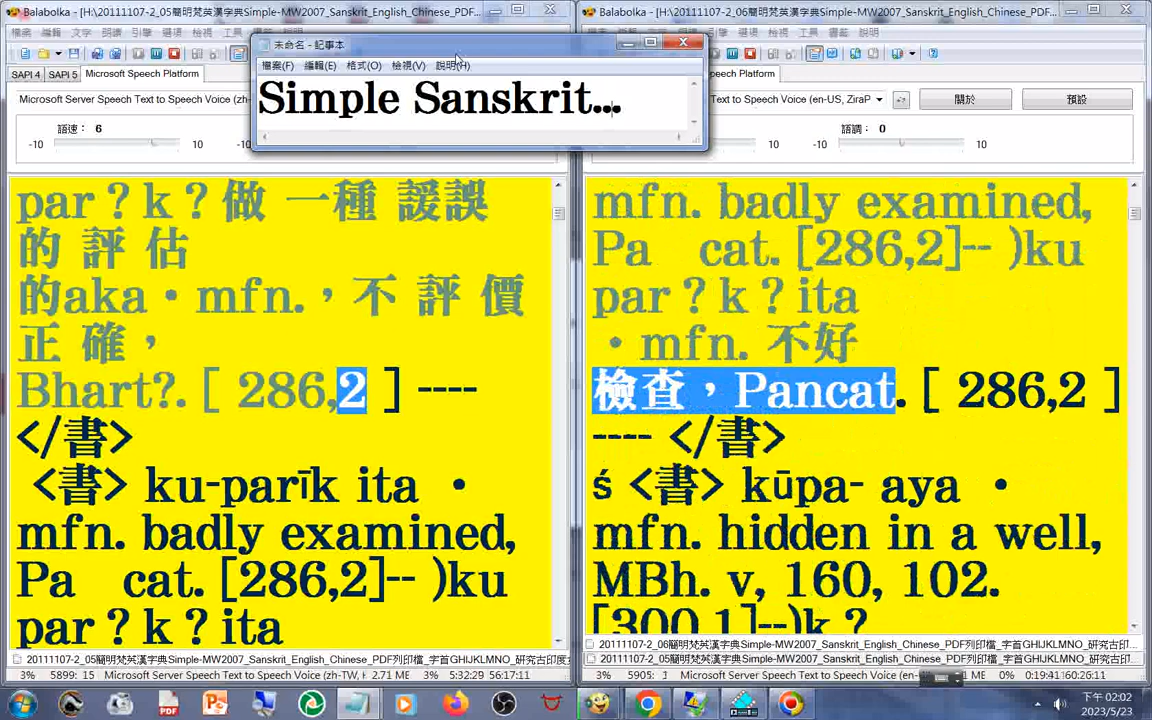 Balabolka - [H:\20111107-2_05簡明梵英漢字典Simple-MW2007_Sanskrit_English_Chinese_PDF...
Balabolka - [H:\20111107-2_06簡明梵英漢字典Simple-MW2007_Sanskrit_English_Chinese_PDF...
未命名 - 記事本
檔案(F) 編輯(E) 格式(O) 檢視(V) 說明(H)
Simple Sanskrit...
SAPI 4 SAPI 5 Microsoft Speech Platform
peech Platform
Microsoft Server Speech Text to Speech Voice (zh-
Text to Speech Voice (en-US, ZiraP
關於 預設
語速： 6
語調： 0
-10 10 -10
10 -10 10
par？k？做 一種 諼誤
的 評 估
的aka • mfn.，不 評 價
正 確，
Bhart?. [ 286,2 ] ----
</書>
<書> ku-parīk ita •
mfn. badly examined,
Pa cat. [286,2]-- )ku
par？k？ita
mfn. badly examined,
Pa cat. [286,2]-- )ku
par？k？ita
• mfn. 不好
檢查，Pancat. [ 286,2 ]
---- </書>
ś <書> kūpa- aya •
mfn. hidden in a well,
MBh. v, 160, 102.
[300,1]--)k？
20111107-2_05簡明梵英漢字典Simple-MW2007_Sanskrit_English_Chinese_PDF列印檔_字首GHIJKLMNO_研究古印度
20111107-2_05簡明梵英漢字典Simple-MW2007_Sanskrit_English_Chinese_PDF列印檔_字首GHIJKLMNO_研究古印...
3% 5899: 15 Microsoft Server Speech Text to Speech Voice (zh-TW, 2.71 MB 5:32:29 56:17:11
3% 5905: Microsoft Server Speech Text to Speech Voice 0% 0:19:41
下午 02:02
2023/5/23